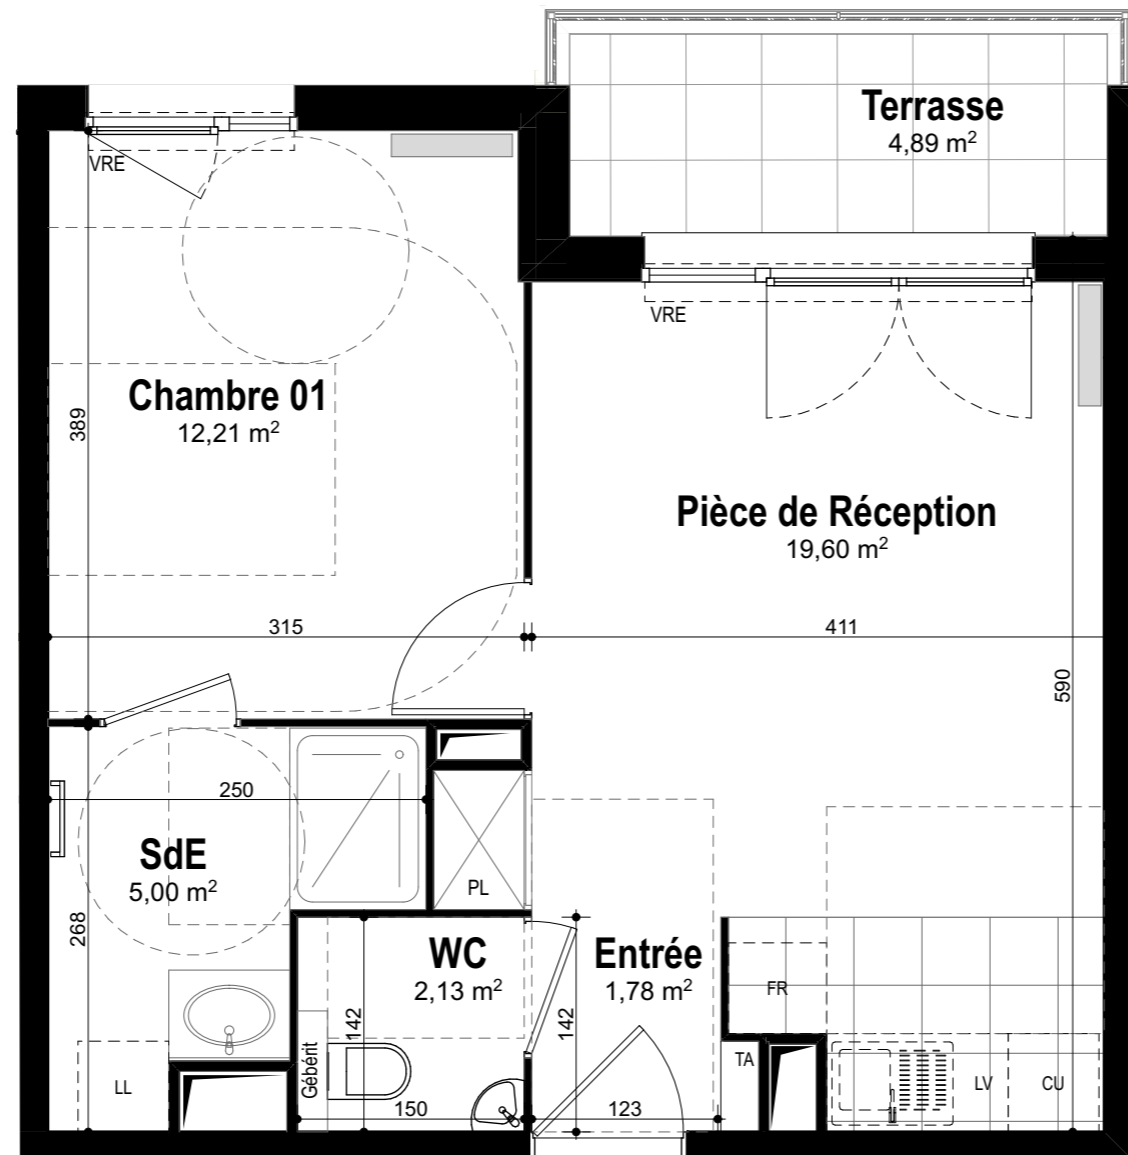 Terrasse
4,89 m²
VRE
VRE
Chambre 01
12,21 m²
389
Pièce de Réception
19,60 m²
315
411
590
250
SdE
5,00 m²
PL
268
WC
2,13 m²
Entrée
1,78 m²
FR
142
142
Gébérit
TA
LL
LV
CU
150
123